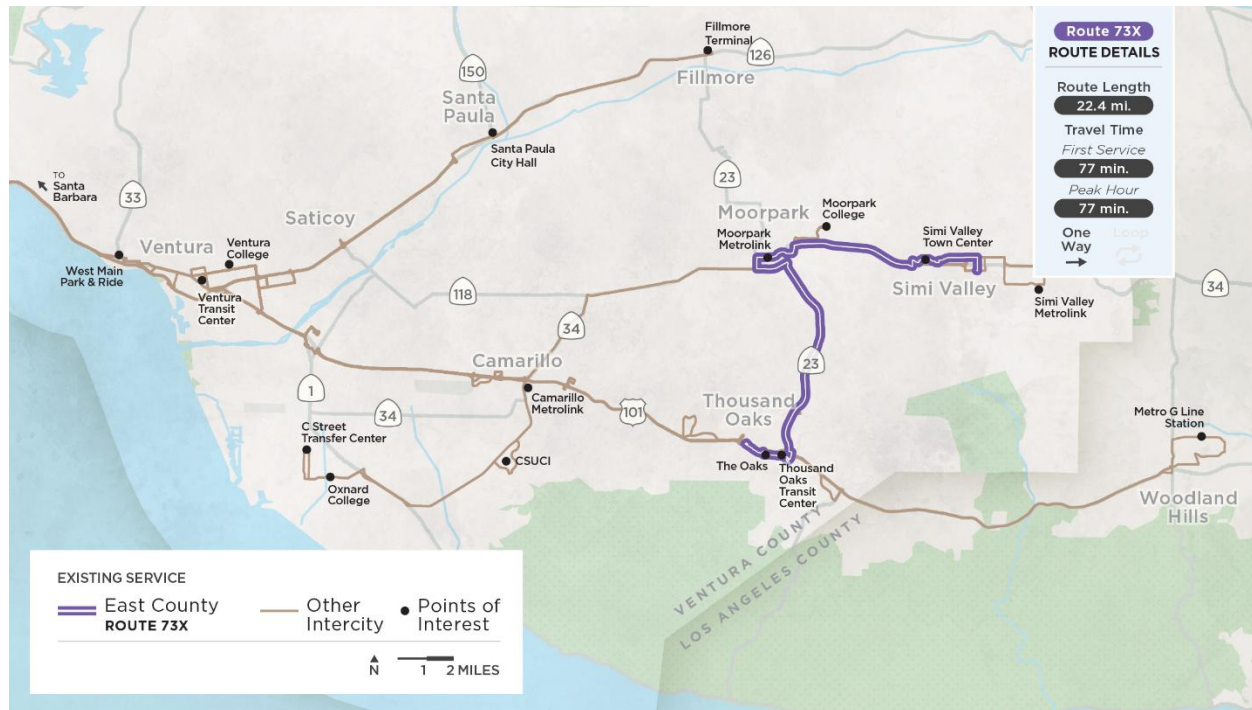 Fillmore
Terminal
126
Fillmore
150
Santa
Paula
Santa Paula
City Hall
TO
Santa
Barbara
33
Saticoy
Ventura
Ventura
College
West Main
Park & Ride
Ventura
Transit
Center
118
23
Moorpark
Moorpark
College
Moorpark
Metrolink
Simi Valley
Town Center
Simi Valley
Simi Valley
Metrolink
34
34
Camarillo
Camarillo
Metrolink
1
34
C Street
Transfer Center
Oxnard
College
CSUCI
101
23
Thousand
Oaks
The Oaks
Thousand
Oaks
Transit
Center
Metro G Line
Station
Woodland
Hills
VENTURA COUNTY
LOS ANGELES COUNTY
Route 73X
ROUTE DETAILS
Route Length
22.4 mi.
Travel Time
First Service
77 min.
Peak Hour
77 min.
One
Way
Loop
EXISTING SERVICE
East County
ROUTE 73X
Other
Intercity
Points of
Interest
N
1 2 MILES